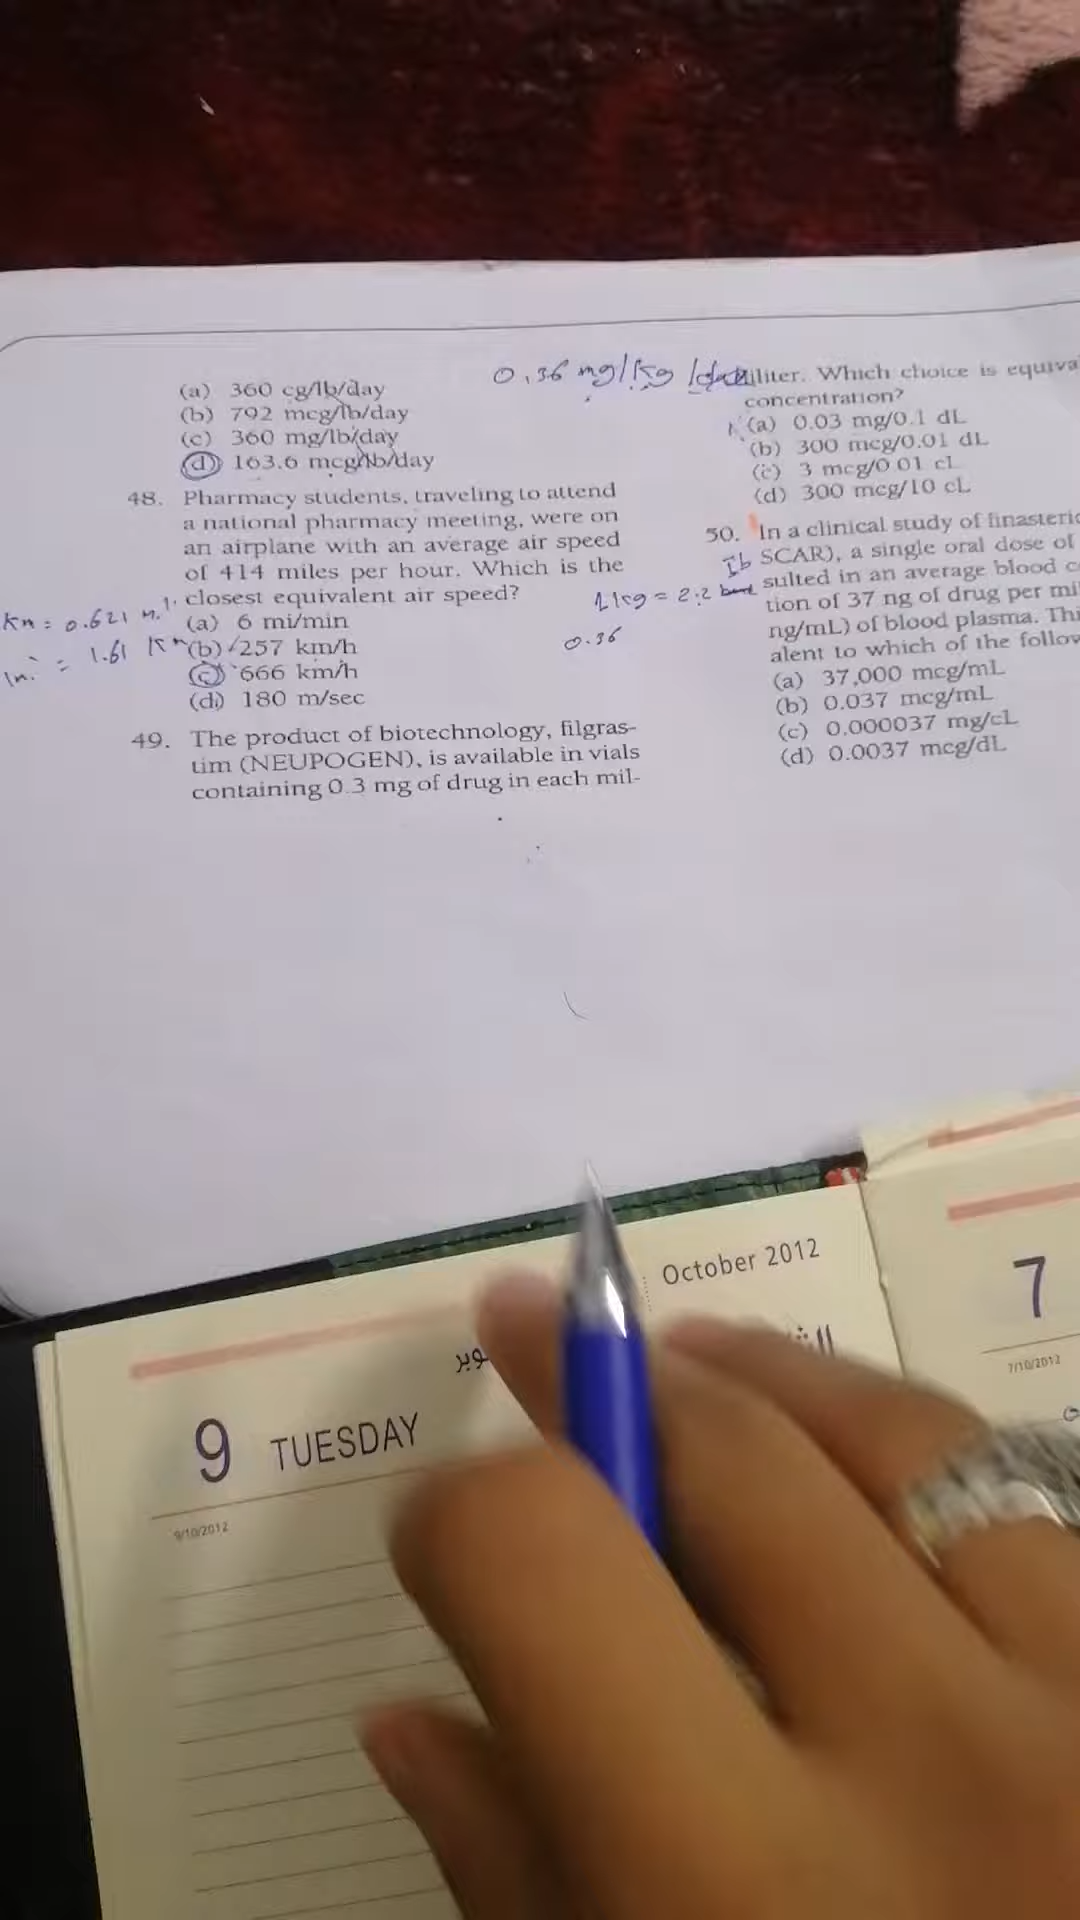 (a) 360 cg/lb/day
(b) 792 mcg/lb/day
(c) 360 mg/lb/day
(d) 163.6 mcg/lb/day
48. Pharmacy students, traveling to attend
a national pharmacy meeting, were on
an airplane with an average air speed
of 414 miles per hour. Which is the
closest equivalent air speed?
(a) 6 mi/min
(b) 257 km/h
(c) 666 km/h
(d) 180 m/sec
49. The product of biotechnology, filgras-
tim (NEUPOGEN), is available in vials
containing 0.3 mg of drug in each mil-
Km = 0.621 mi.
= 1.61 Km
0.36 mg/Kg/day
1 kg = 2.2
Ib
0.36
liter. Which choice is equiva
concentration?
(a) 0.03 mg/0.1 dL
(b) 300 mcg/0.01 dL
(c) 3 mcg/0.01 cL
(d) 300 mcg/10 cL
50. In a clinical study of finasteric
SCAR), a single oral dose of
sulted in an average blood c
tion of 37 ng of drug per mil
ng/mL) of blood plasma. Thi
alent to which of the follow
(a) 37,000 mcg/mL
(b) 0.037 mcg/mL
(c) 0.000037 mg/cL
(d) 0.0037 mcg/dL
October 2012
9 TUESDAY
9/10/2012
7
7/10/2012